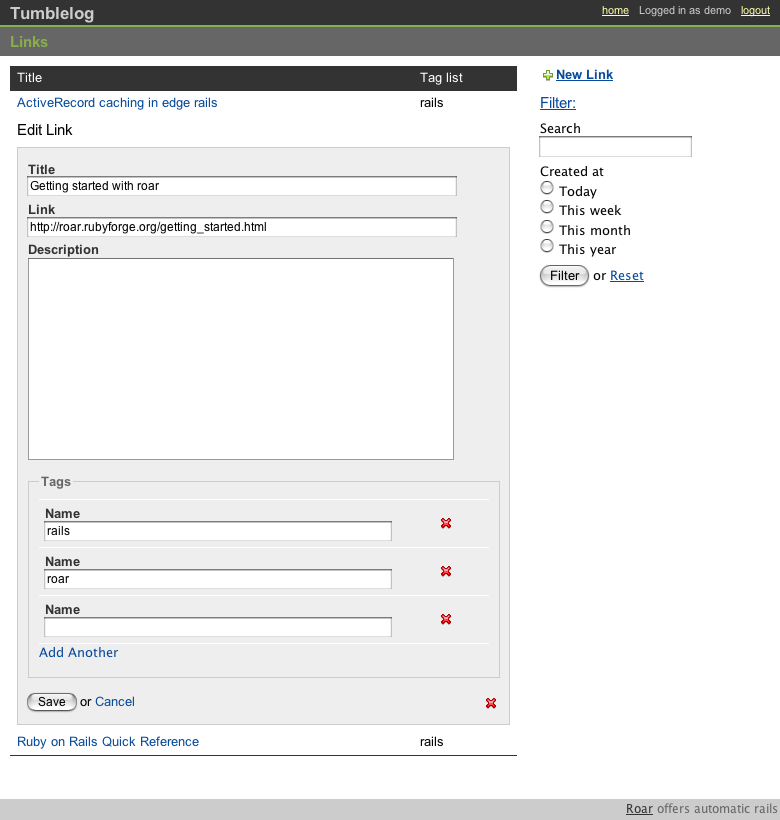 Tumblelog
home Logged in as demo logout
Links
Title Tag list
ActiveRecord caching in edge rails rails
Edit Link
Title
Getting started with roar
Link
http://roar.rubyforge.org/getting_started.html
Description
Tags
Name
rails
Name
roar
Name
Add Another
Save or Cancel
Ruby on Rails Quick Reference rails
New Link
Filter:
Search
Created at
Today
This week
This month
This year
Filter or Reset
Roar offers automatic rails